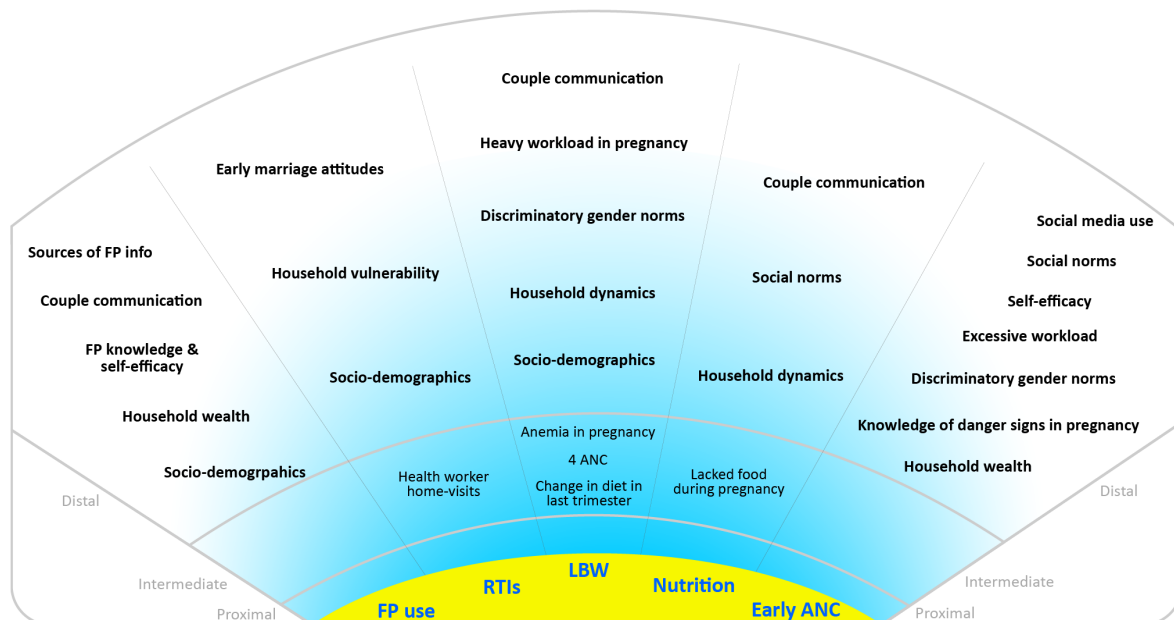 Couple communication
Heavy workload in pregnancy
Early marriage attitudes
Couple communication
Discriminatory gender norms
Social media use
Sources of FP info
Social norms
Household vulnerability
Social norms
Household dynamics
Couple communication
Self-efficacy
Excessive workload
FP knowledge &
self-efficacy
Socio-demographics
Socio-demographics
Household dynamics
Discriminatory gender norms
Household wealth
Knowledge of danger signs in pregnancy
Anemia in pregnancy
4 ANC
Household wealth
Socio-demgrpahics
Health worker
home-visits
Change in diet in
last trimester
Lacked food
during pregnancy
Distal
Distal
Intermediate
Intermediate
Proximal
Proximal
FP use
RTIs
LBW
Nutrition
Early ANC